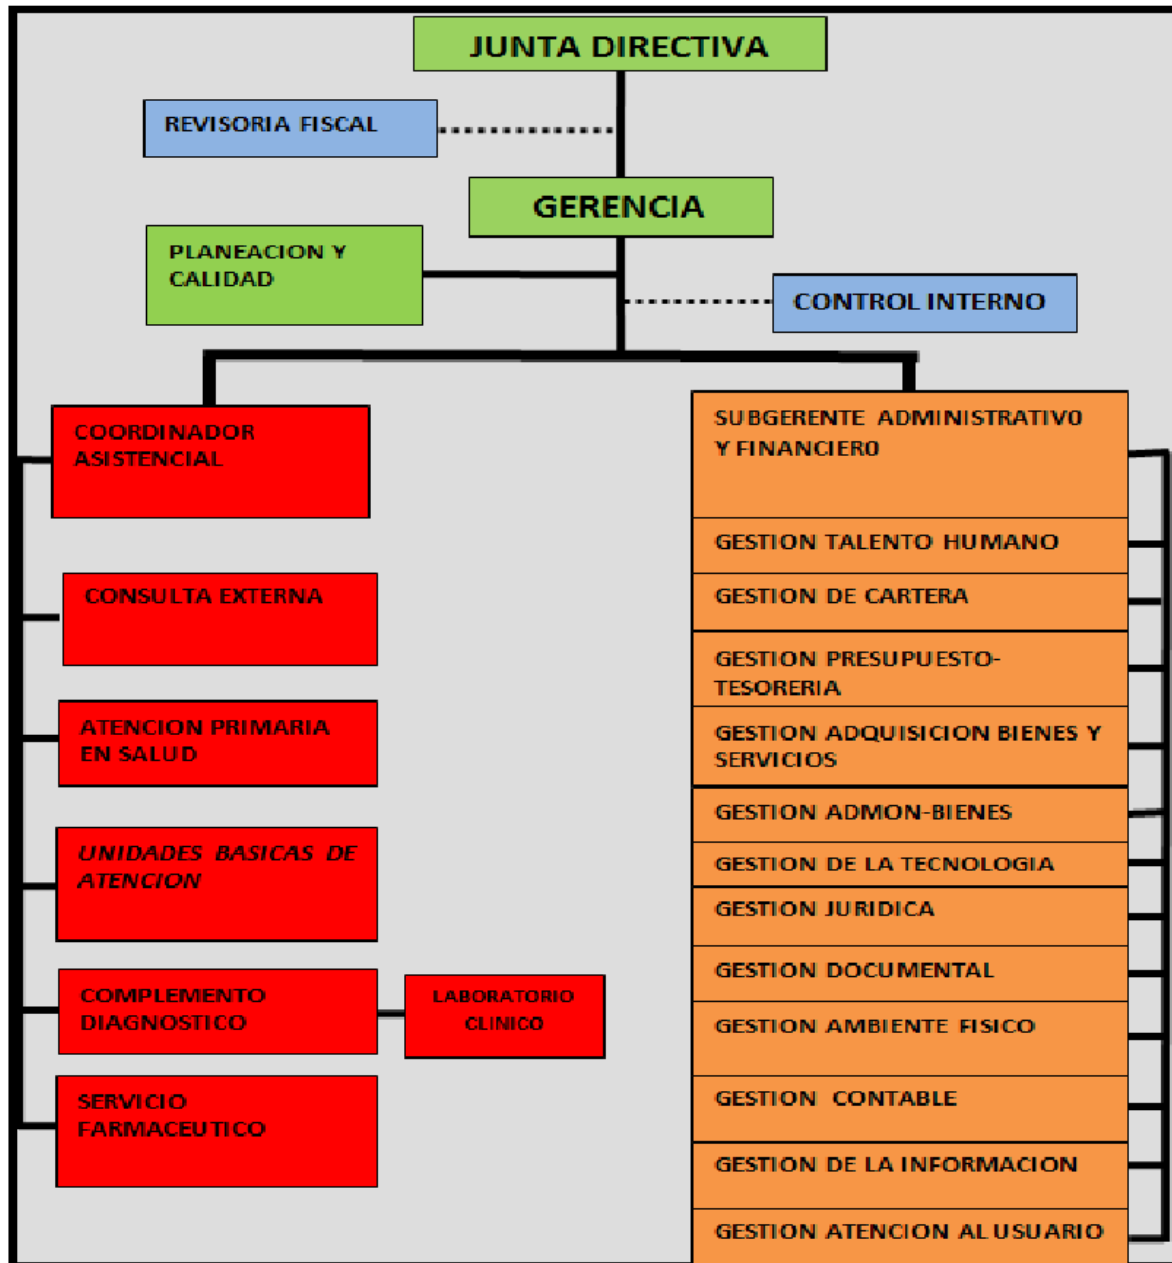 JUNTA DIRECTIVA
REVISORIA FISCAL
GERENCIA
PLANEACION Y
CALIDAD
CONTROL INTERNO
COORDINADOR
ASISTENCIAL
CONSULTA EXTERNA
ATENCION PRIMARIA
EN SALUD
UNIDADES BASICAS DE
ATENCION
COMPLEMENTO
DIAGNOSTICO
LABORATORIO
CLINICO
SERVICIO
FARMACEUTICO
SUBGERENTE ADMINISTRATIV0
Y FINANCIER0
GESTION TALENTO HUMANO
GESTION DE CARTERA
GESTION PRESUPUESTO-
TESORERIA
GESTION ADQUISICION BIENES Y
SERVICIOS
GESTION ADMON-BIENES
GESTION DE LA TECNOLOGIA
GESTION JURIDICA
GESTION DOCUMENTAL
GESTION AMBIENTE FISICO
GESTION CONTABLE
GESTION DE LA INFORMACION
GESTION ATENCION AL USUARIO